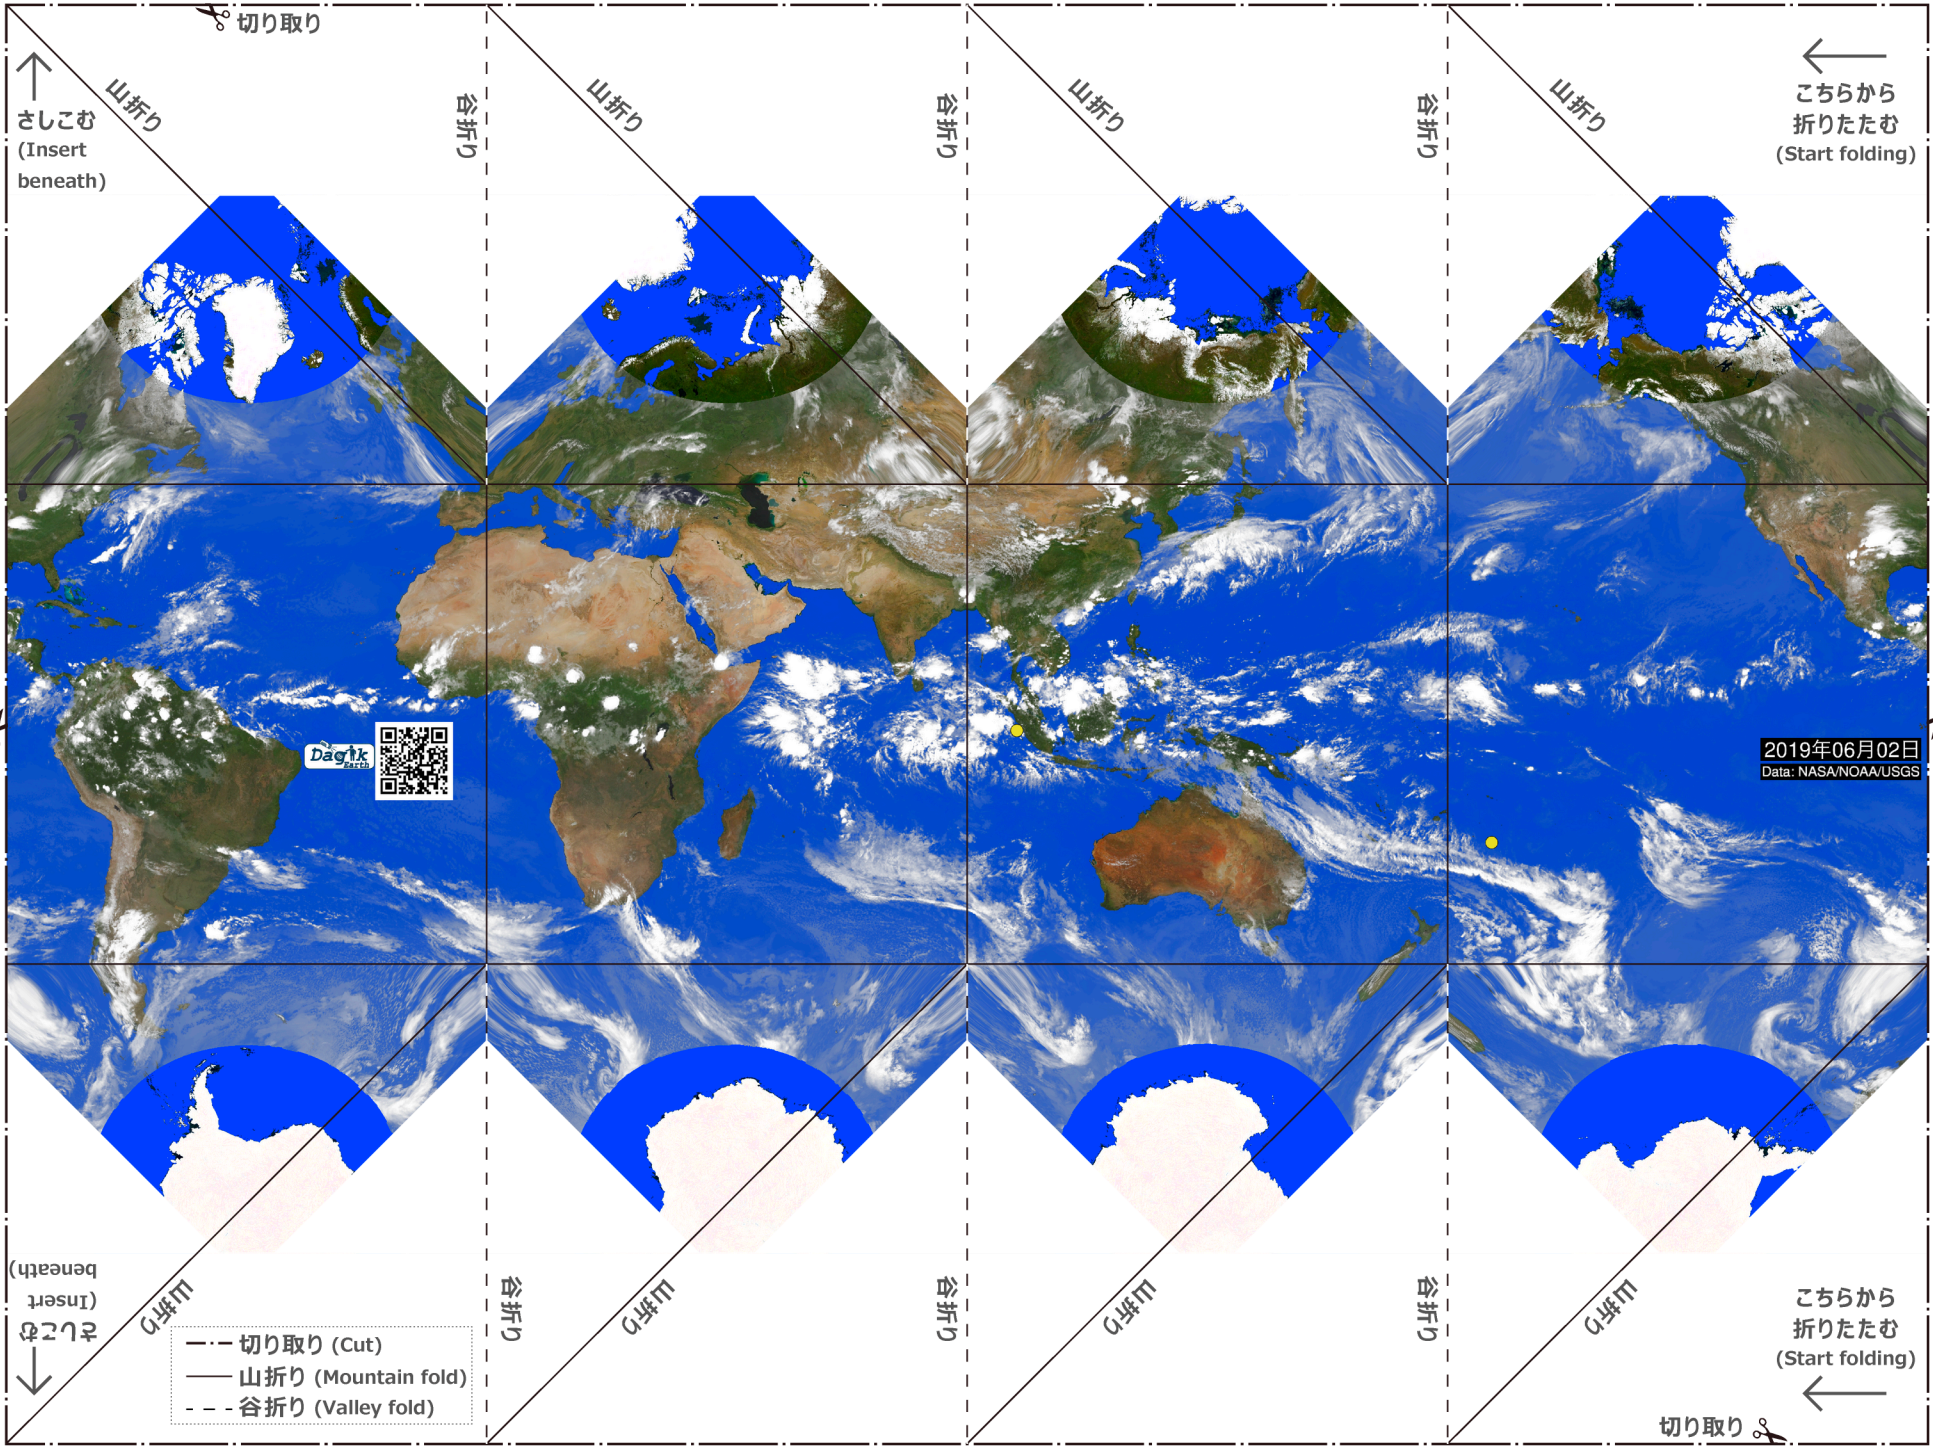 切り取り
山折り
谷折り
山折り
谷折り
山折り
谷折り
山折り
さしこむ
(Insert
beneath)
こちらから
折りたたむ
(Start folding)
Dagik
Earth
2019年06月02日
Data: NASA/NOAA/USGS
さしこむ
(Insert
beneath)
山折り
谷折り
山折り
谷折り
山折り
谷折り
山折り
こちらから
折りたたむ
(Start folding)
切り取り (Cut)
山折り (Mountain fold)
谷折り (Valley fold)
切り取り